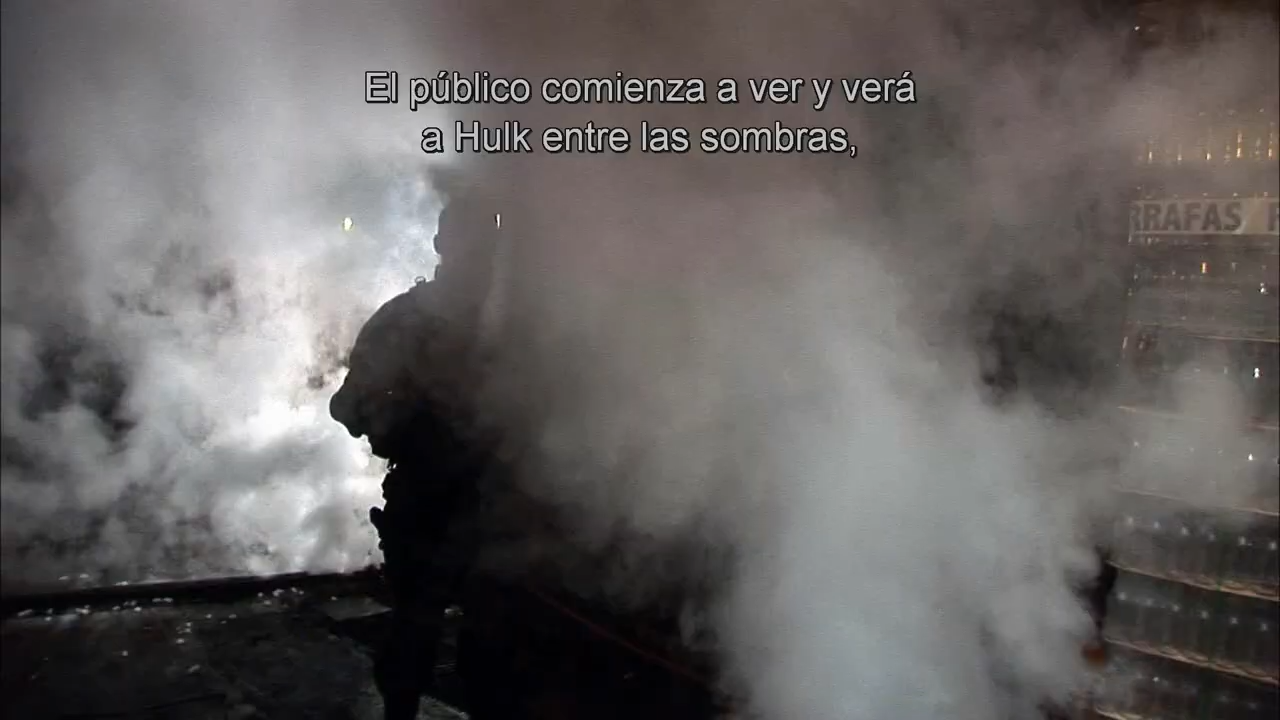 El público comienza a ver y verá
a Hulk entre las sombras,
RRAFAS